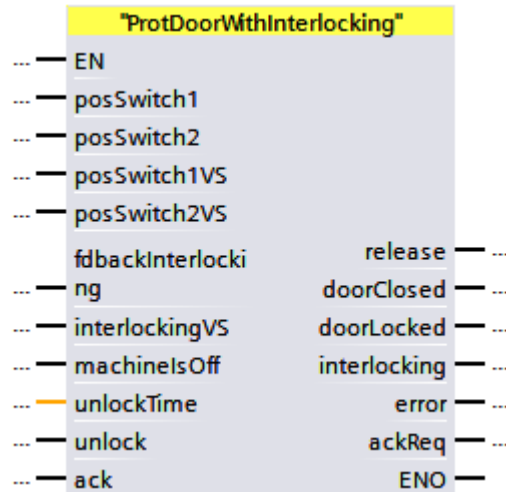 "ProtDoorWithInterlocking"
EN
posSwitch1
posSwitch2
posSwitch1VS
posSwitch2VS
fdbackInterlocki
ng
interlockingVS
machineIsOff
unlockTime
unlock
ack
release
doorClosed
doorLocked
interlocking
error
ackReq
ENO